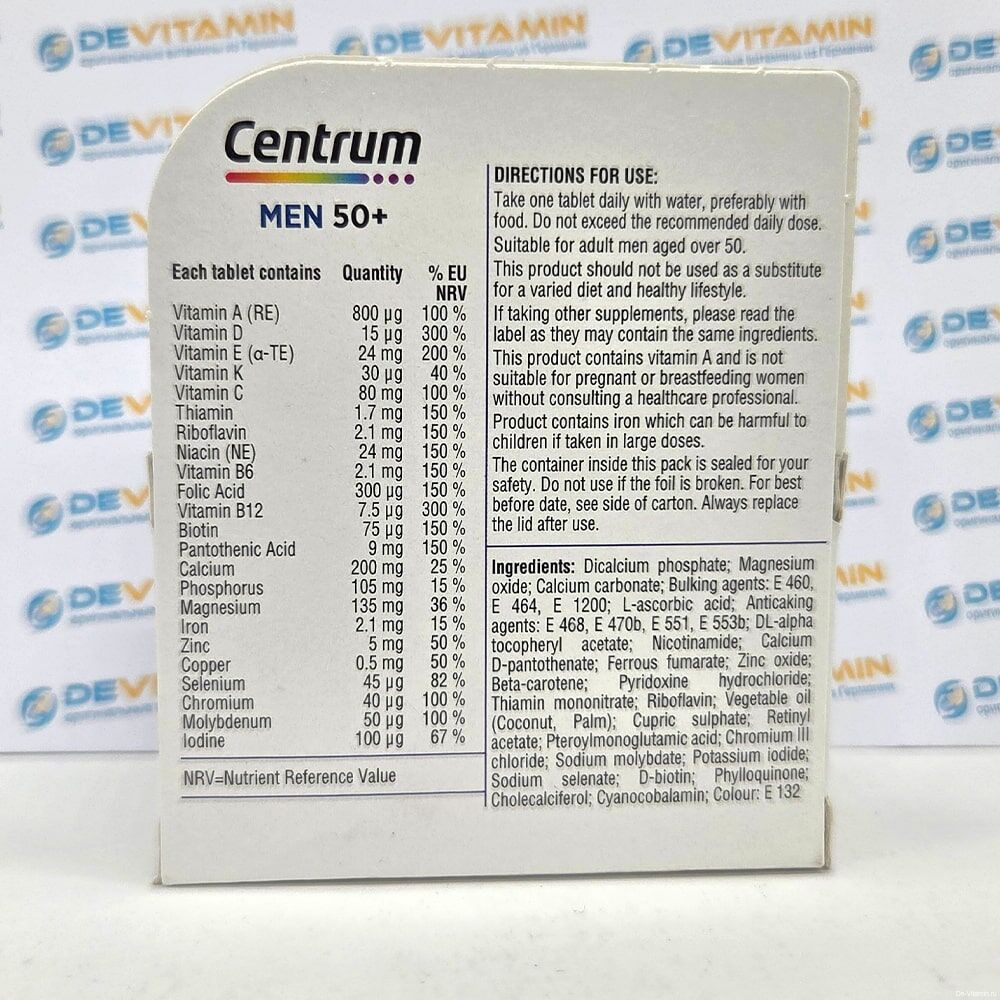 Centrum
MEN 50+
Each tablet contains Quantity % EU
NRV
Vitamin A (RE) 800 µg 100 %
Vitamin D 15 µg 300 %
Vitamin E (α-TE) 24 mg 200 %
Vitamin K 30 µg 40 %
Vitamin C 80 mg 100 %
Thiamin 1.7 mg 150 %
Riboflavin 2.1 mg 150 %
Niacin (NE) 24 mg 150 %
Vitamin B6 2.1 mg 150 %
Folic Acid 300 µg 150 %
Vitamin B12 7.5 µg 300 %
Biotin 75 µg 150 %
Pantothenic Acid 9 mg 150 %
Calcium 200 mg 25 %
Phosphorus 105 mg 15 %
Magnesium 135 mg 36 %
Iron 2.1 mg 15 %
Zinc 5 mg 50 %
Copper 0.5 mg 50 %
Selenium 45 µg 82 %
Chromium 40 µg 100 %
Molybdenum 50 µg 100 %
Iodine 100 µg 67 %
NRV=Nutrient Reference Value
DIRECTIONS FOR USE:
Take one tablet daily with water, preferably with
food. Do not exceed the recommended daily dose.
Suitable for adult men aged over 50.
This product should not be used as a substitute
for a varied diet and healthy lifestyle.
If taking other supplements, please read the
label as they may contain the same ingredients.
This product contains vitamin A and is not
suitable for pregnant or breastfeeding women
without consulting a healthcare professional.
Product contains iron which can be harmful to
children if taken in large doses.
The container inside this pack is sealed for your
safety. Do not use if the foil is broken. For best
before date, see side of carton. Always replace
the lid after use.
Ingredients: Dicalcium phosphate; Magnesium
oxide; Calcium carbonate; Bulking agents: E 460,
E 464, E 1200; L-ascorbic acid; Anticaking
agents: E 468, E 470b, E 551, E 553b; DL-alpha
tocopheryl acetate; Nicotinamide; Calcium
D-pantothenate; Ferrous fumarate; Zinc oxide;
Beta-carotene; Pyridoxine hydrochloride;
Thiamin mononitrate; Riboflavin; Vegetable oil
(Coconut, Palm); Cupric sulphate; Retinyl
acetate; Pteroylmonoglutamic acid; Chromium III
chloride; Sodium molybdate; Potassium iodide;
Sodium selenate; D-biotin; Phylloquinone;
Cholecalciferol; Cyanocobalamin; Colour: E 132
DEVITAMIN
DEVITAMIN
DEVITAMIN